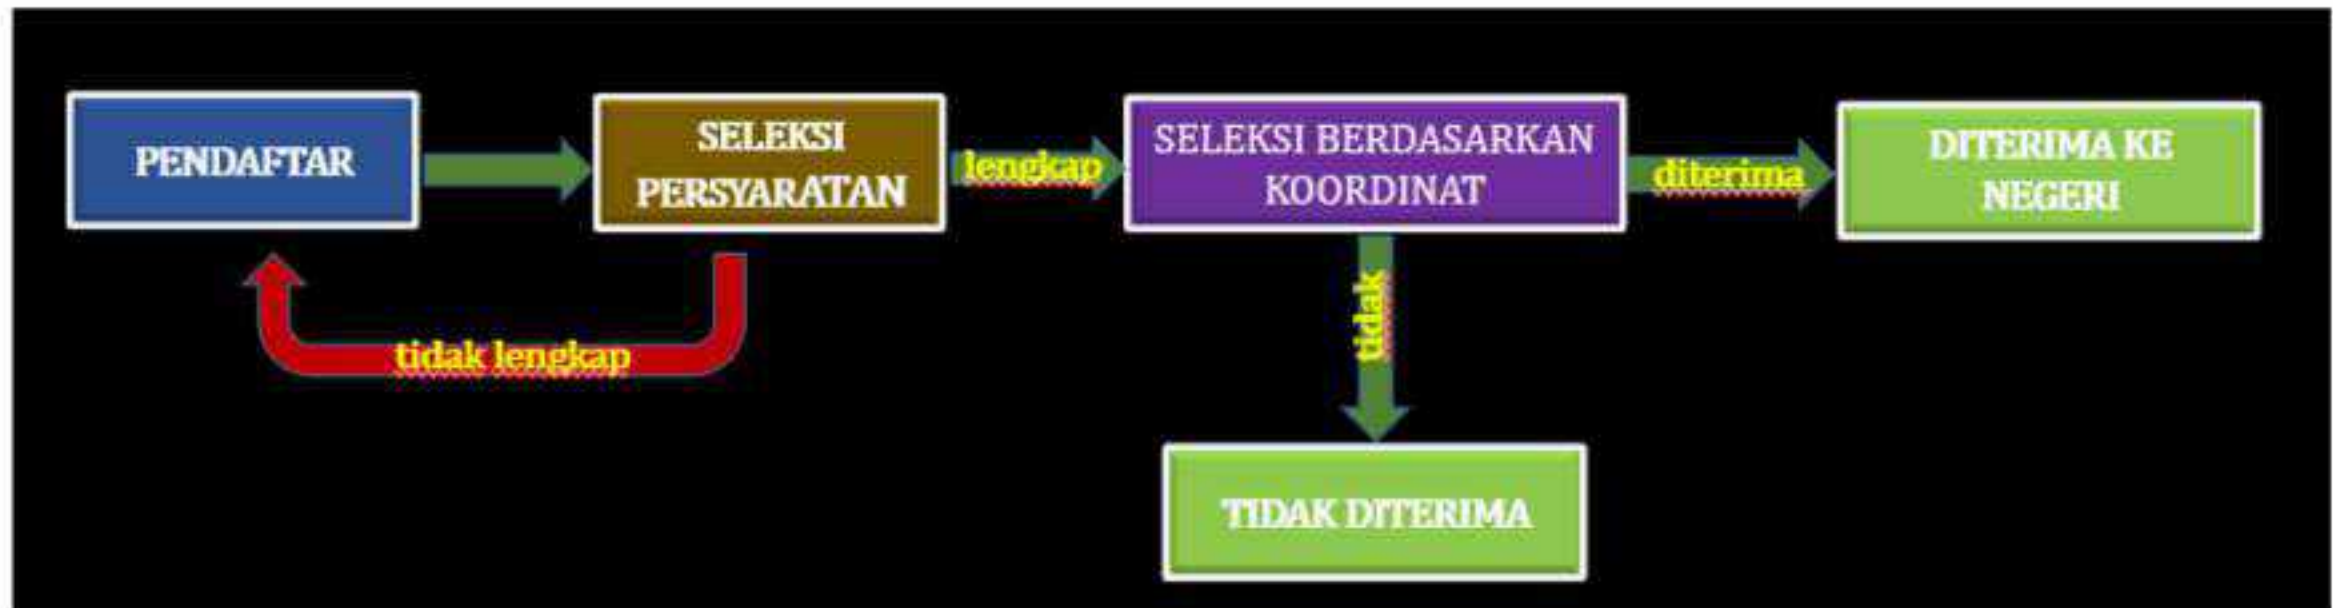 PENDAFTAR
SELEKSI
PERSYARATAN
lengkap
SELEKSI BERDASARKAN
KOORDINAT
diterima
DITERIMA KE
NEGERI
tidak lengkap
tidak
TIDAK DITERIMA